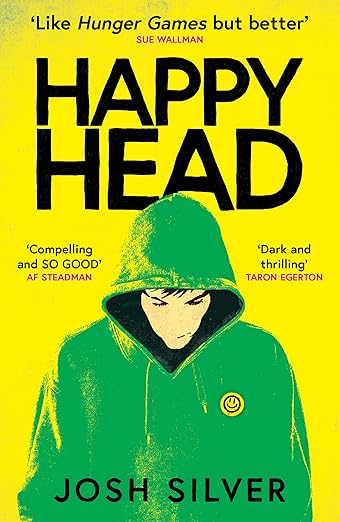 ‘Like Hunger Games but better’
SUE WALLMAN
HAPPY
HEAD
‘Compelling
and SO GOOD’
AF STEADMAN
‘Dark and
thrilling’
TARON EGERTON
JOSH SILVER